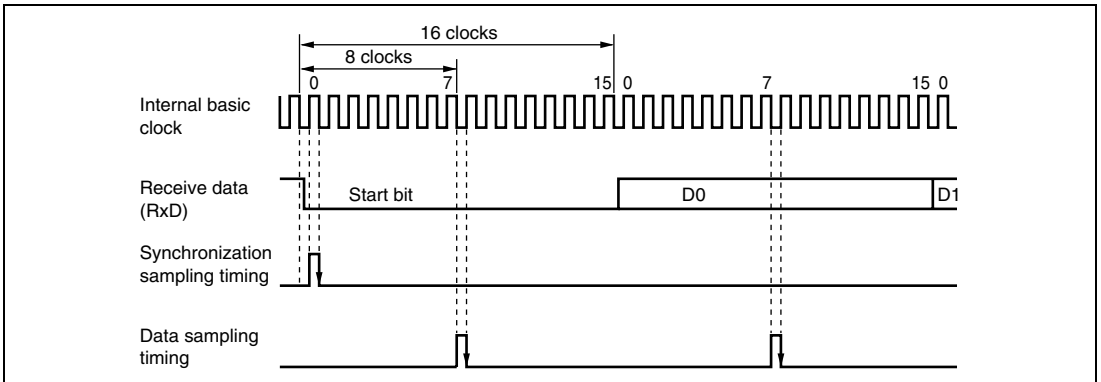 16 clocks
8 clocks
0 7 15 0 7 15 0
Internal basic
clock
Receive data
(RxD)
Start bit D0 D1
Synchronization
sampling timing
Data sampling
timing